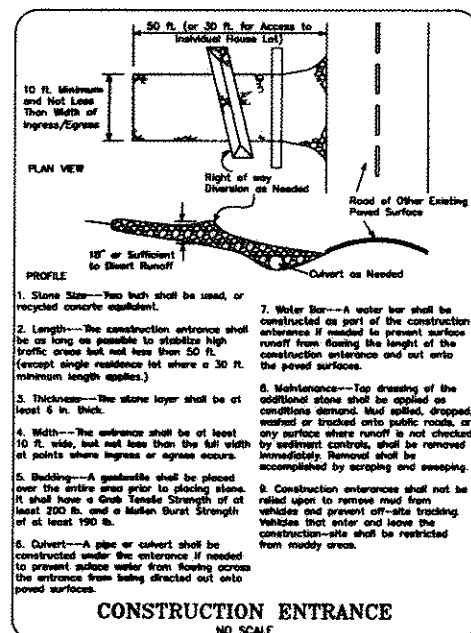 50 ft. (or 30 ft. for Access to
Individual House Lot)
10 ft. Minimum
and Not Less
Than Width of
Ingress/Egress
PLAN VIEW
Right of way
Diversion as Needed
Road of Other Existing
Paved Surface
18" or Sufficient
to Divert Runoff
Culvert as Needed
PROFILE
1. Stone Size--Two inch shall be used, or
recycled concrete equivalent.
2. Length--The construction entrance shall
be as long as possible to stabilize high
traffic areas but not less than 50 ft.
(except single residence lot where a 30 ft.
minimum length applies.)
3. Thickness--The stone layer shall be at
least 6 in. thick.
4. Width--The entrance shall be at least
10 ft. wide, but not less than the full width
at points where ingress or egress occurs.
5. Bedding--A geotextile shall be placed
over the entire area prior to placing stone.
It shall have a Grab Tensile Strength of at
least 200 lb. and a Mullen Burst Strength
of at least 190 lb.
6. Culvert--A pipe or culvert shall be
constructed under the enterance if needed
to prevent suface water from flowing across
the entrance from being directed out onto
paved surfaces.
7. Water Bar--A water bar shall be
constructed as part of the construction
enterance if needed to prevent surface
runoff from flowing the lenght of the
construction enterance and out onto
the paved surfaces.
8. Maintenance--Top dressing of the
additional stone shall be applied as
conditions demand. Mud spilled, dropped,
washed or tracked onto public roads, or
any surface where runoff is not checked
by sediment controls, shall be removed
immediately. Removal shall be
accomplished by scraping and sweeping.
9. Construction enterances shall not be
relied upon to remove mud from
vehicles and prevent off-site tracking.
Vehicles that enter and leave the
construction-site shall be restricted
from muddy areas.
CONSTRUCTION ENTRANCE
NO SCALE